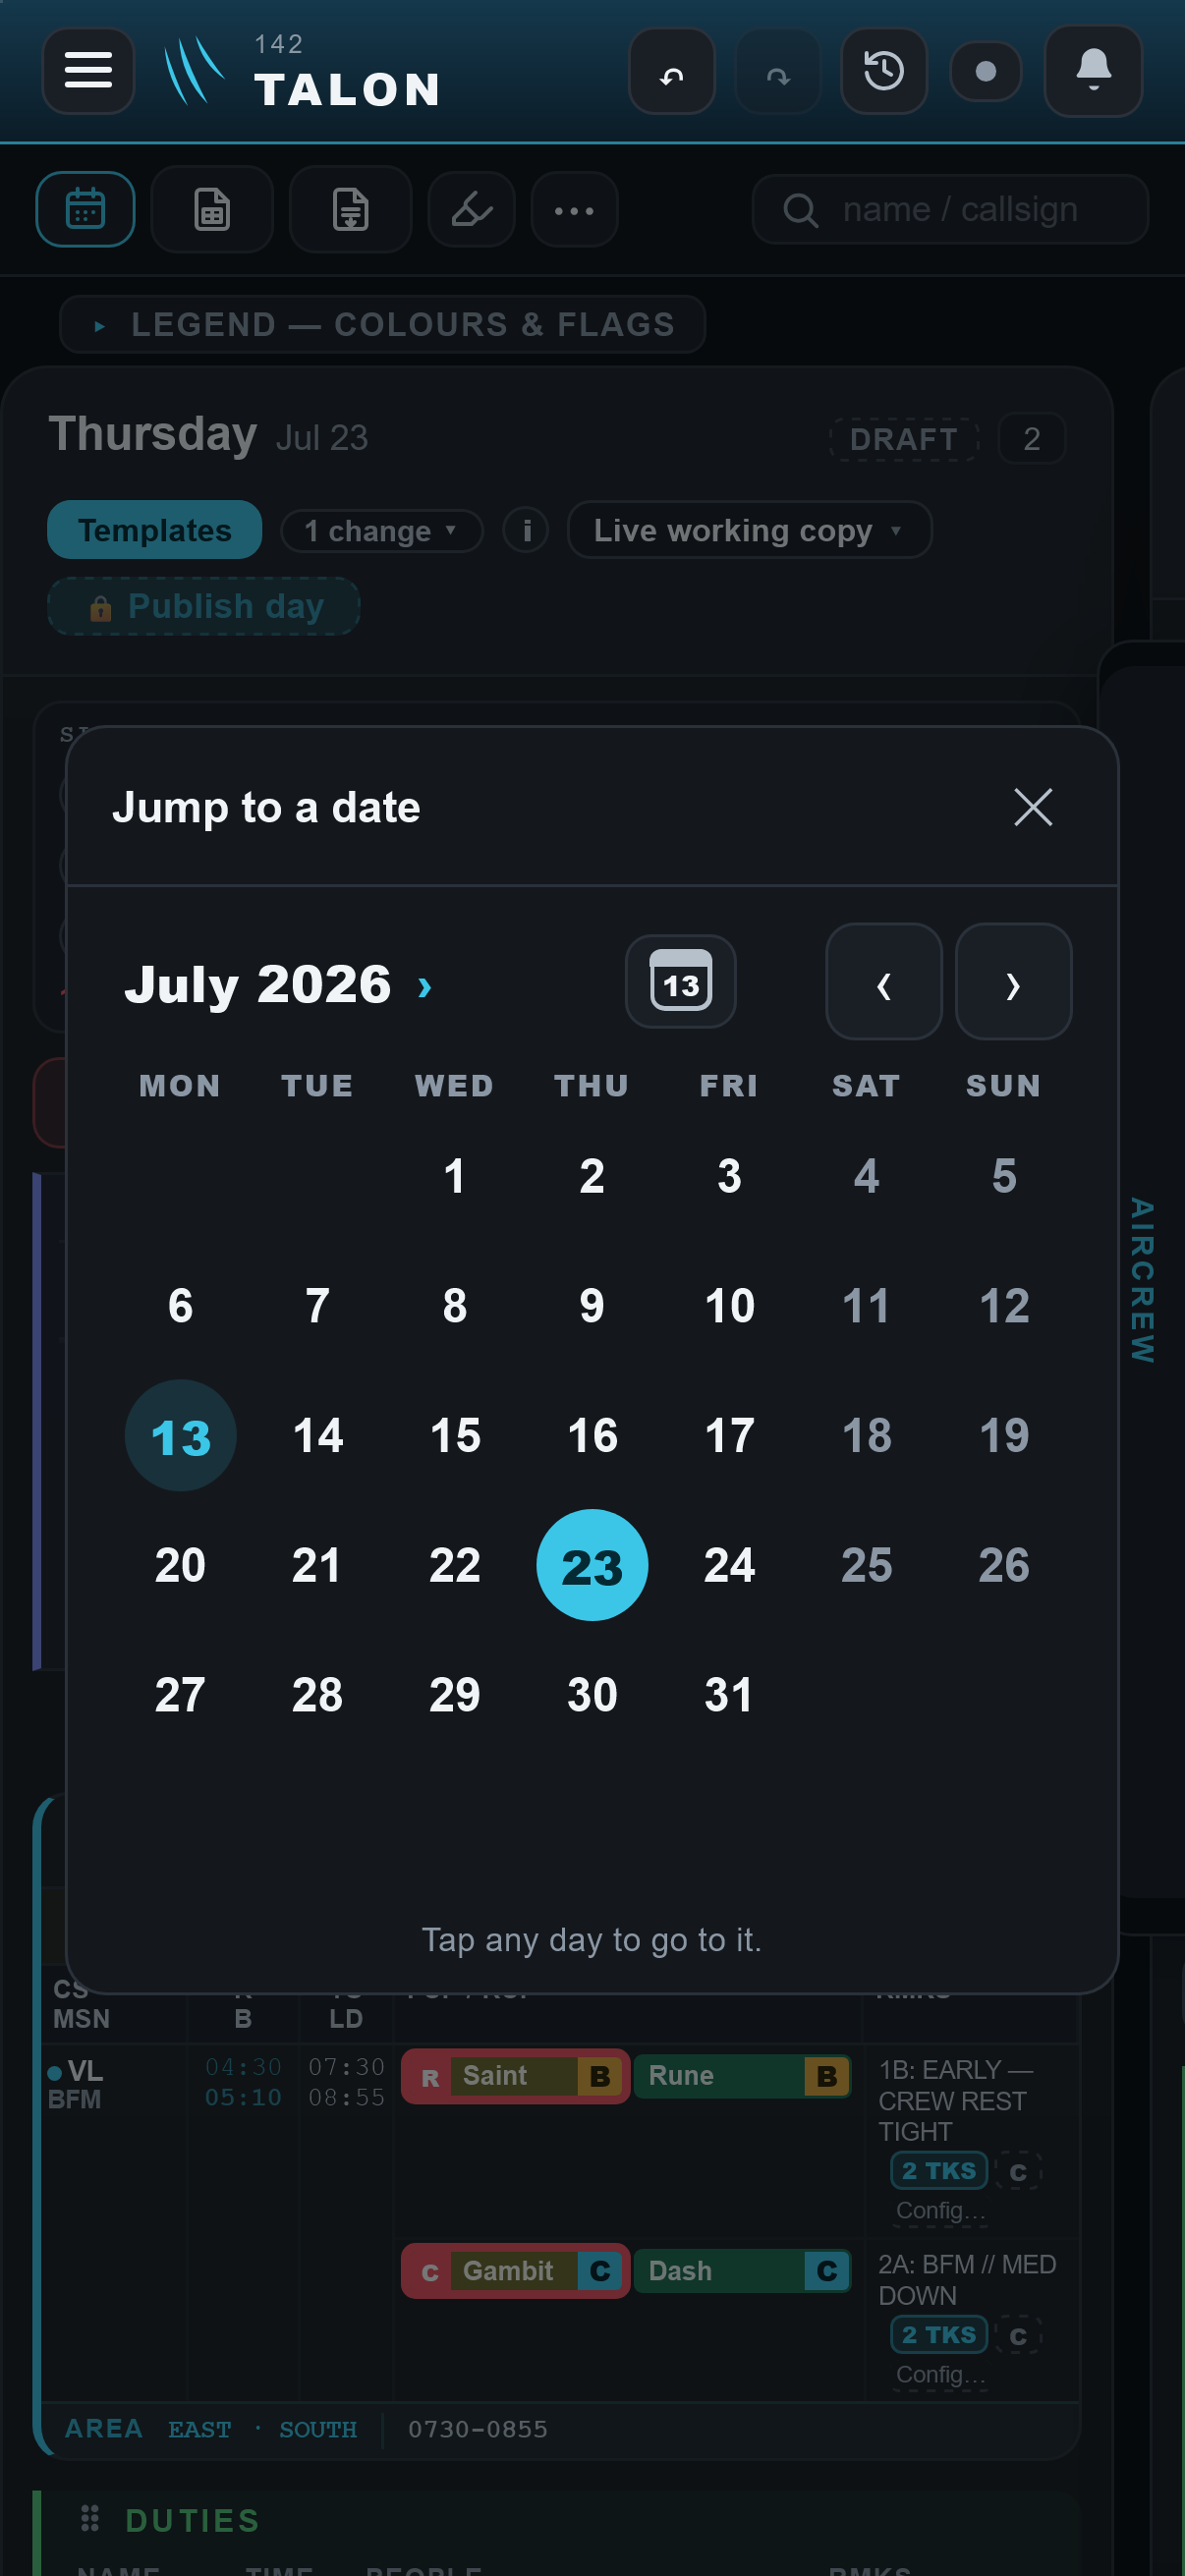 142
TALON
name / callsign
LEGEND — COLOURS & FLAGS
Thursday Jul 23 DRAFT 2
Templates 1 change i Live working copy
Publish day
Jump to a date
July 2026 › 13 ‹ ›
MON TUE WED THU FRI SAT SUN
1 2 3 4 5
6 7 8 9 10 11 12
13 14 15 16 17 18 19
20 21 22 23 24 25 26
27 28 29 30 31
Tap any day to go to it.
AIRCREW
CS
MSN B LD
VL 04:30 07:30 R Saint B Rune B 1B: EARLY —
BFM 05:10 08:55 CREW REST
TIGHT
2 TKS C
Config...
C Gambit C Dash C 2A: BFM // MED
DOWN
2 TKS C
Config...
AREA EAST · SOUTH 0730-0855
DUTIES
NAME TIME PEOPLE RMKS